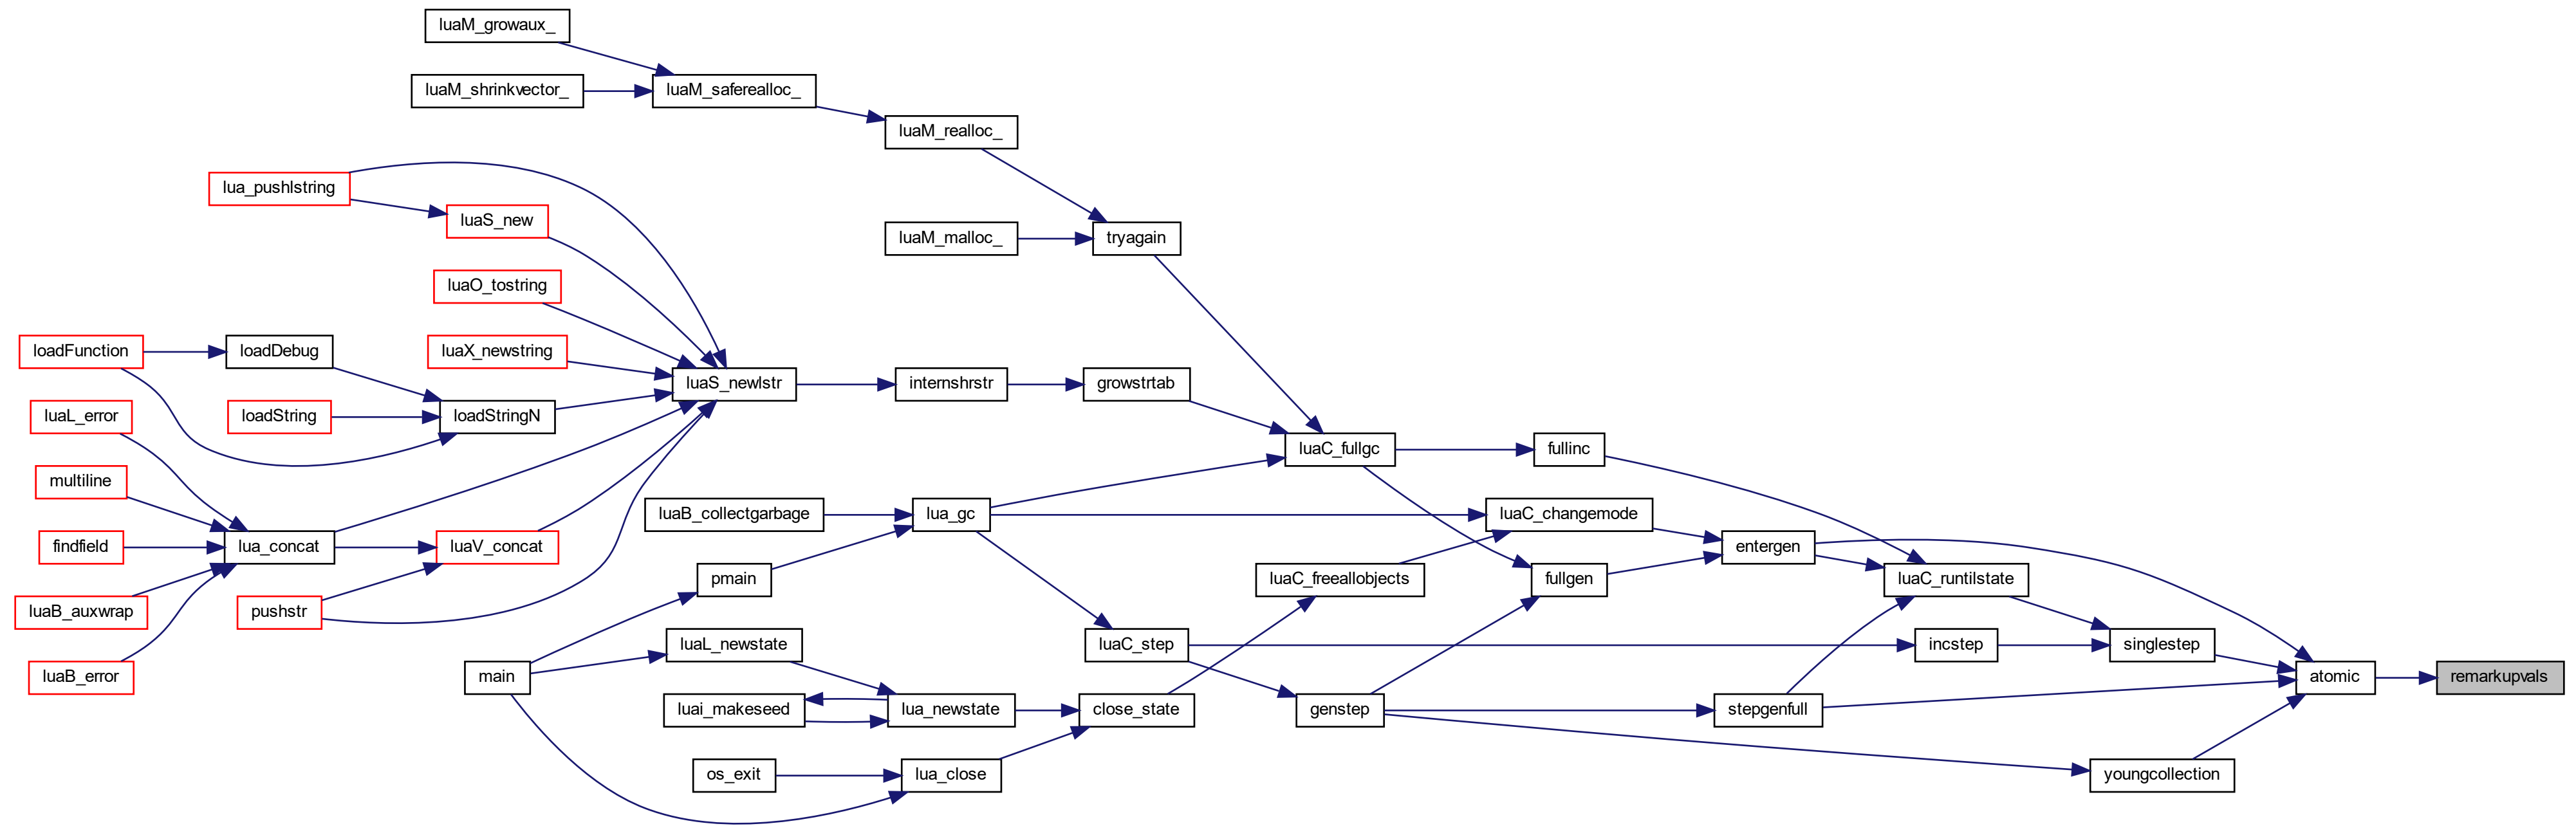 luaM_growaux_
luaM_shrinkvector_
luaM_saferealloc_
luaM_realloc_
lua_pushlstring
luaS_new
luaM_malloc_
tryagain
luaO_tostring
loadFunction
loadDebug
luaX_newstring
luaS_newlstr
internshrstr
growstrtab
luaL_error
loadString
loadStringN
luaC_fullgc
fullinc
multiline
luaB_collectgarbage
lua_gc
luaC_changemode
findfield
lua_concat
luaV_concat
entergen
luaB_auxwrap
pushstr
pmain
luaC_freeallobjects
fullgen
luaC_runtilstate
luaL_newstate
luaC_step
incstep
singlestep
luaB_error
main
atomic
remarkupvals
luai_makeseed
lua_newstate
close_state
genstep
stepgenfull
os_exit
lua_close
youngcollection